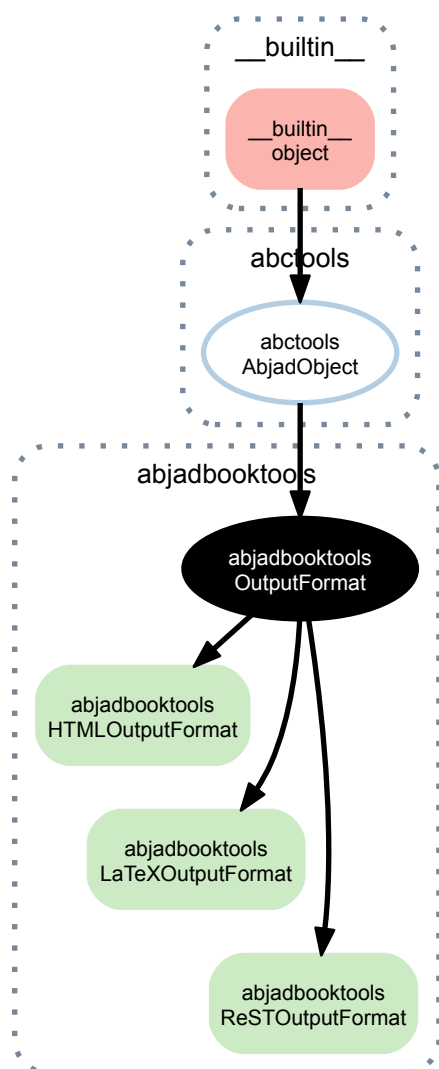 __builtin__
__builtin__
object
abctools
abctools
AbjadObject
abjadbooktools
abjadbooktools
OutputFormat
abjadbooktools
HTMLOutputFormat
abjadbooktools
LaTeXOutputFormat
abjadbooktools
ReSTOutputFormat